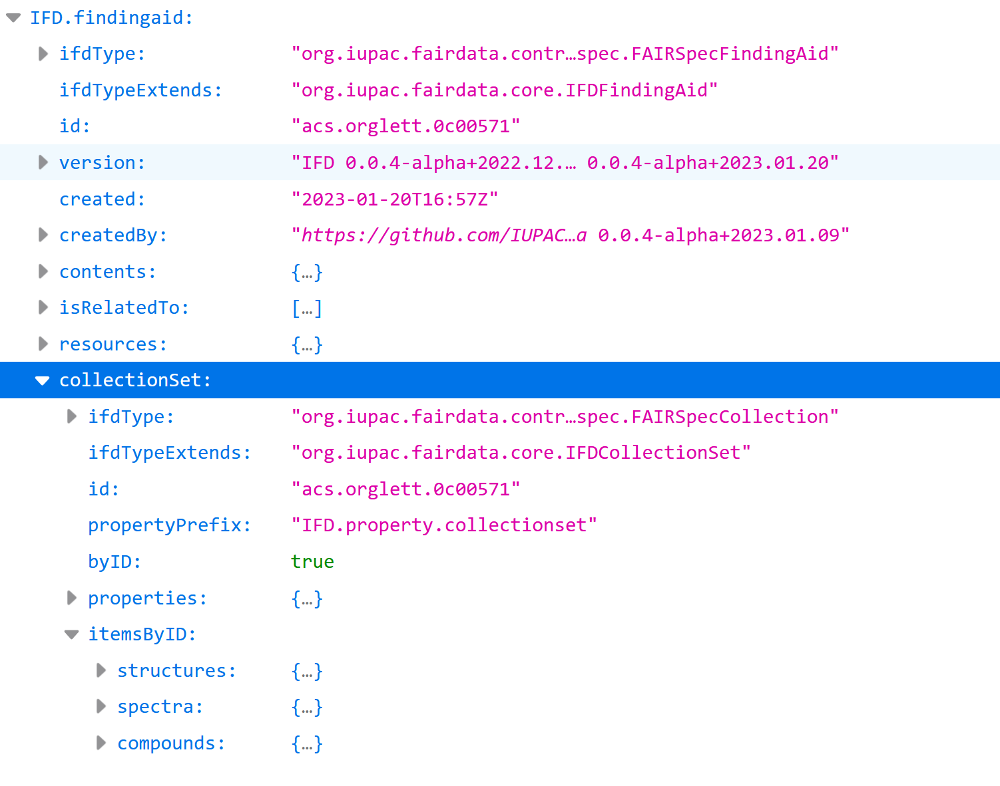 IFD.findingaid:
ifdType: "org.iupac.fairdata.contr…spec.FAIRSpecFindingAid"
ifdTypeExtends: "org.iupac.fairdata.core.IFDFindingAid"
id: "acs.orglett.0c00571"
version: "IFD 0.0.4-alpha+2022.12.… 0.0.4-alpha+2023.01.20"
created: "2023-01-20T16:57Z"
createdBy: "https://github.com/IUPAC…a 0.0.4-alpha+2023.01.09"
contents: {…}
isRelatedTo: […]
resources: {…}
collectionSet:
ifdType: "org.iupac.fairdata.contr…spec.FAIRSpecCollection"
ifdTypeExtends: "org.iupac.fairdata.core.IFDCollectionSet"
id: "acs.orglett.0c00571"
propertyPrefix: "IFD.property.collectionset"
byID: true
properties: {…}
itemsByID:
structures: {…}
spectra: {…}
compounds: {…}